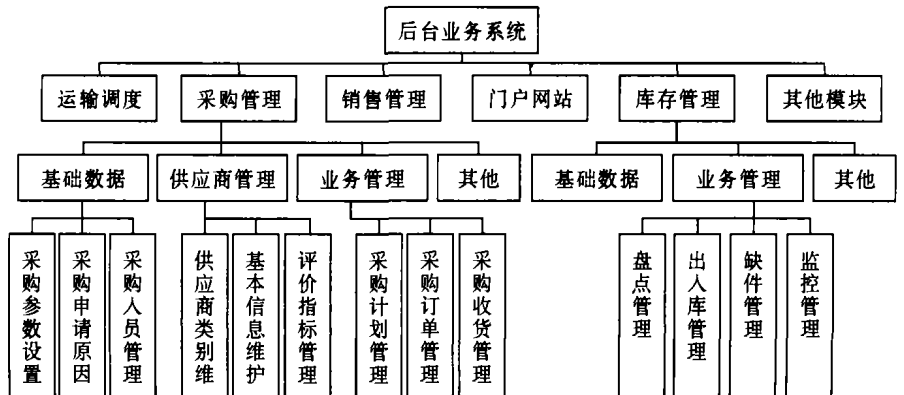 后台业务系统
运输调度
采购管理
销售管理
门户网站
库存管理
其他模块
基础数据
供应商管理
业务管理
其他
基础数据
业务管理
其他
采购参数设置
采购申请原因
采购人员管理
供应商类别维
基本信息维护
评价指标管理
采购计划管理
采购订单管理
采购收货管理
盘点管理
出入库管理
缺件管理
监控管理